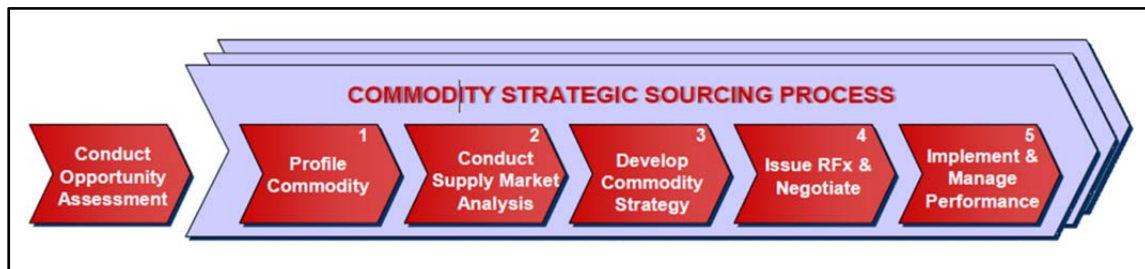 COMMODITY STRATEGIC SOURCING PROCESS
Conduct
Opportunity
Assessment
1
Profile
Commodity
2
Conduct
Supply Market
Analysis
3
Develop
Commodity
Strategy
4
Issue RFx &
Negotiate
5
Implement &
Manage
Performance